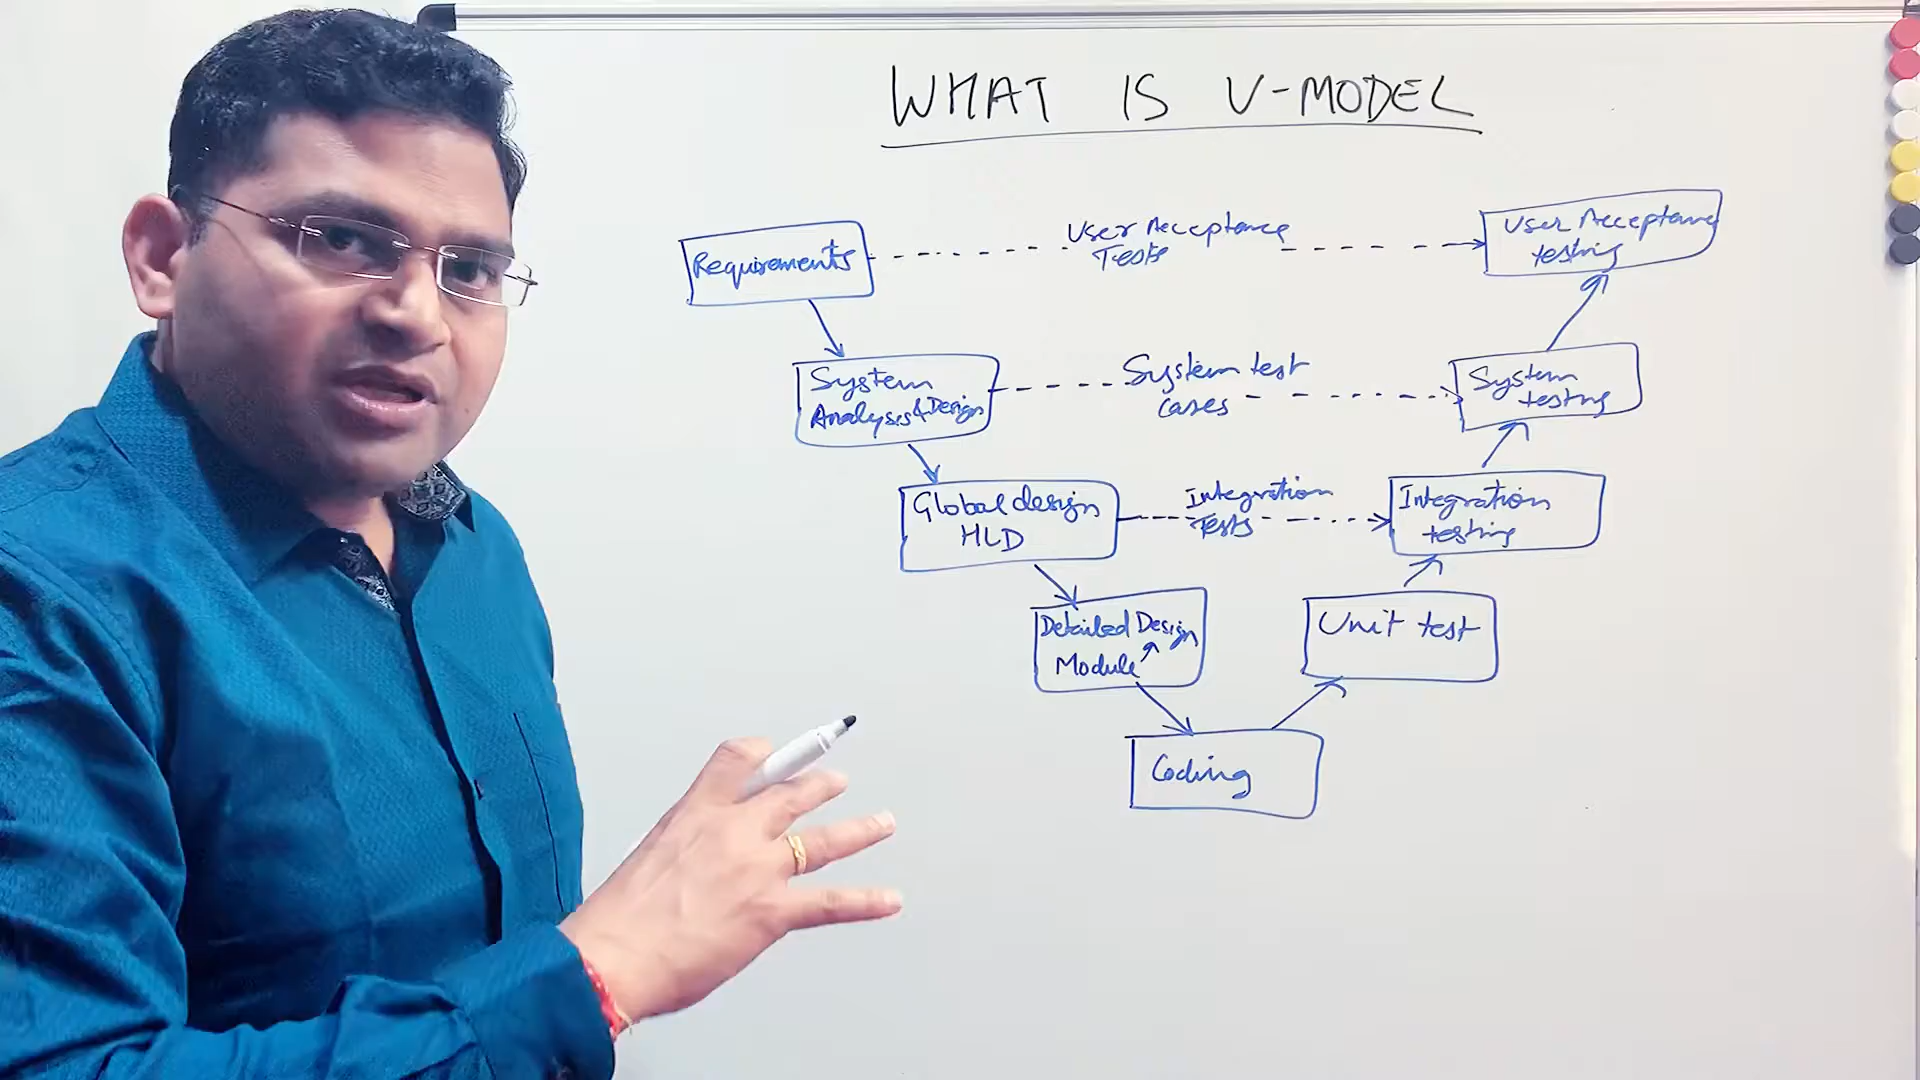 WHAT IS V-MODEL
Requirements
User Acceptance
Tests
User Acceptance
testing
System
Analysis & Design
System test
cases
System
testing
Global design
HLD
Integration
Tests
Integration
testing
Detailed Design
Module
Unit test
Coding